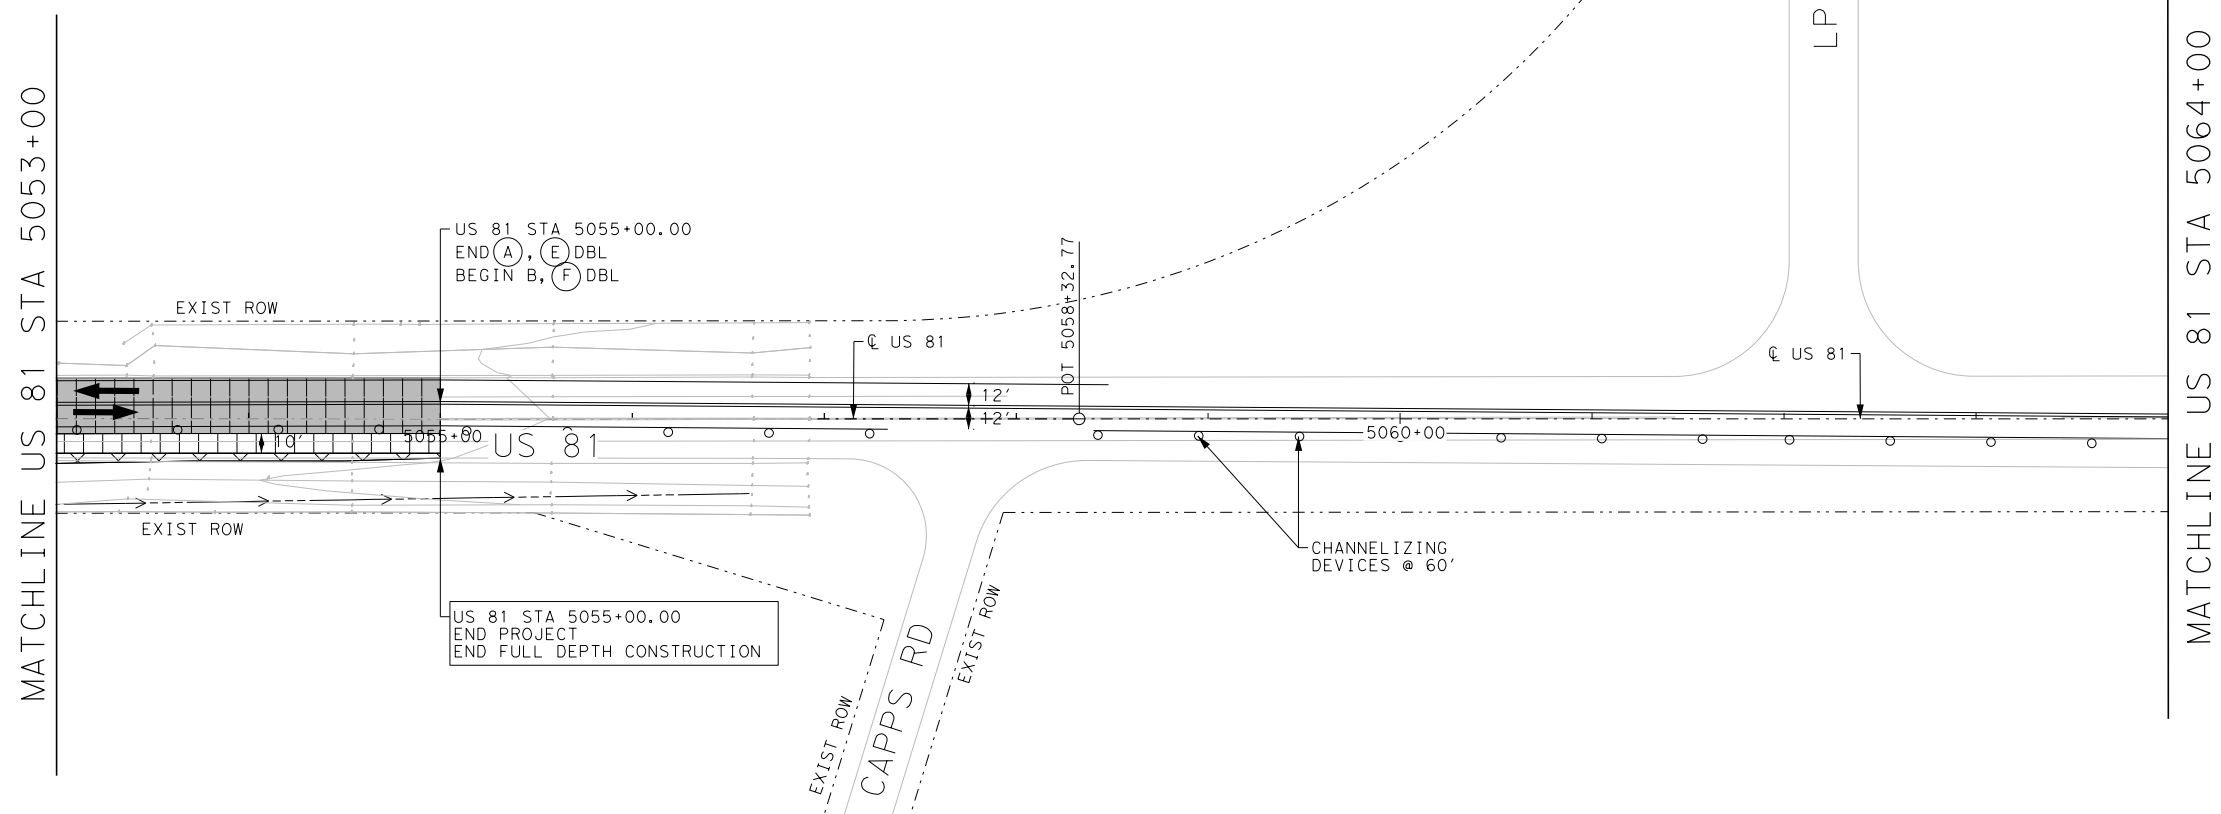 MATCHLINE US 81 STA 5053+00
US 81 STA 5055+00.00
END A, E DBL
BEGIN B, F DBL
EXIST ROW
℄ US 81
POT 5058+32.77
LP
℄ US 81
12'
12'
10'
5055+00
US 81
5060+00
EXIST ROW
CHANNELIZING
DEVICES @ 60'
US 81 STA 5055+00.00
END PROJECT
END FULL DEPTH CONSTRUCTION
EXIST ROW
CAPPS RD
EXIST ROW
MATCHLINE US 81 STA 5064+00